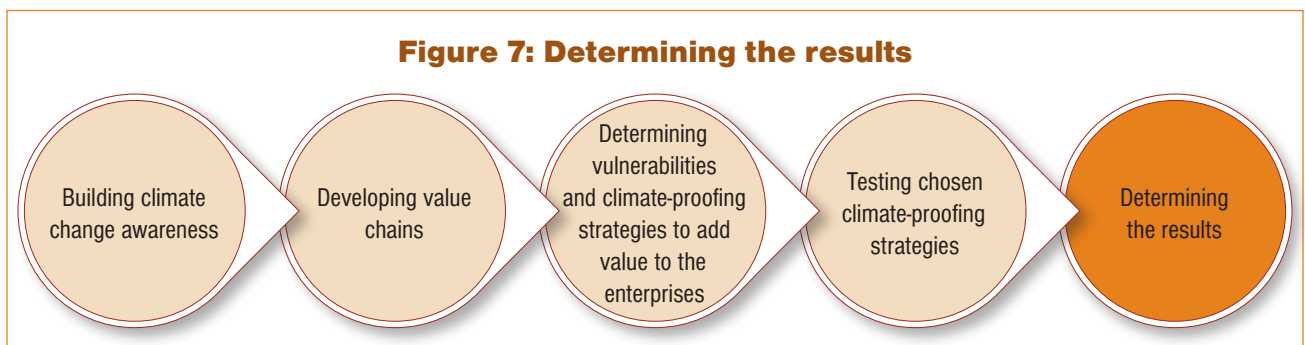 Figure 7: Determining the results
Building climate
change awareness
Developing value
chains
Determining
vulnerabilities
and climate-proofing
strategies to add
value to the
enterprises
Testing chosen
climate-proofing
strategies
Determining
the results